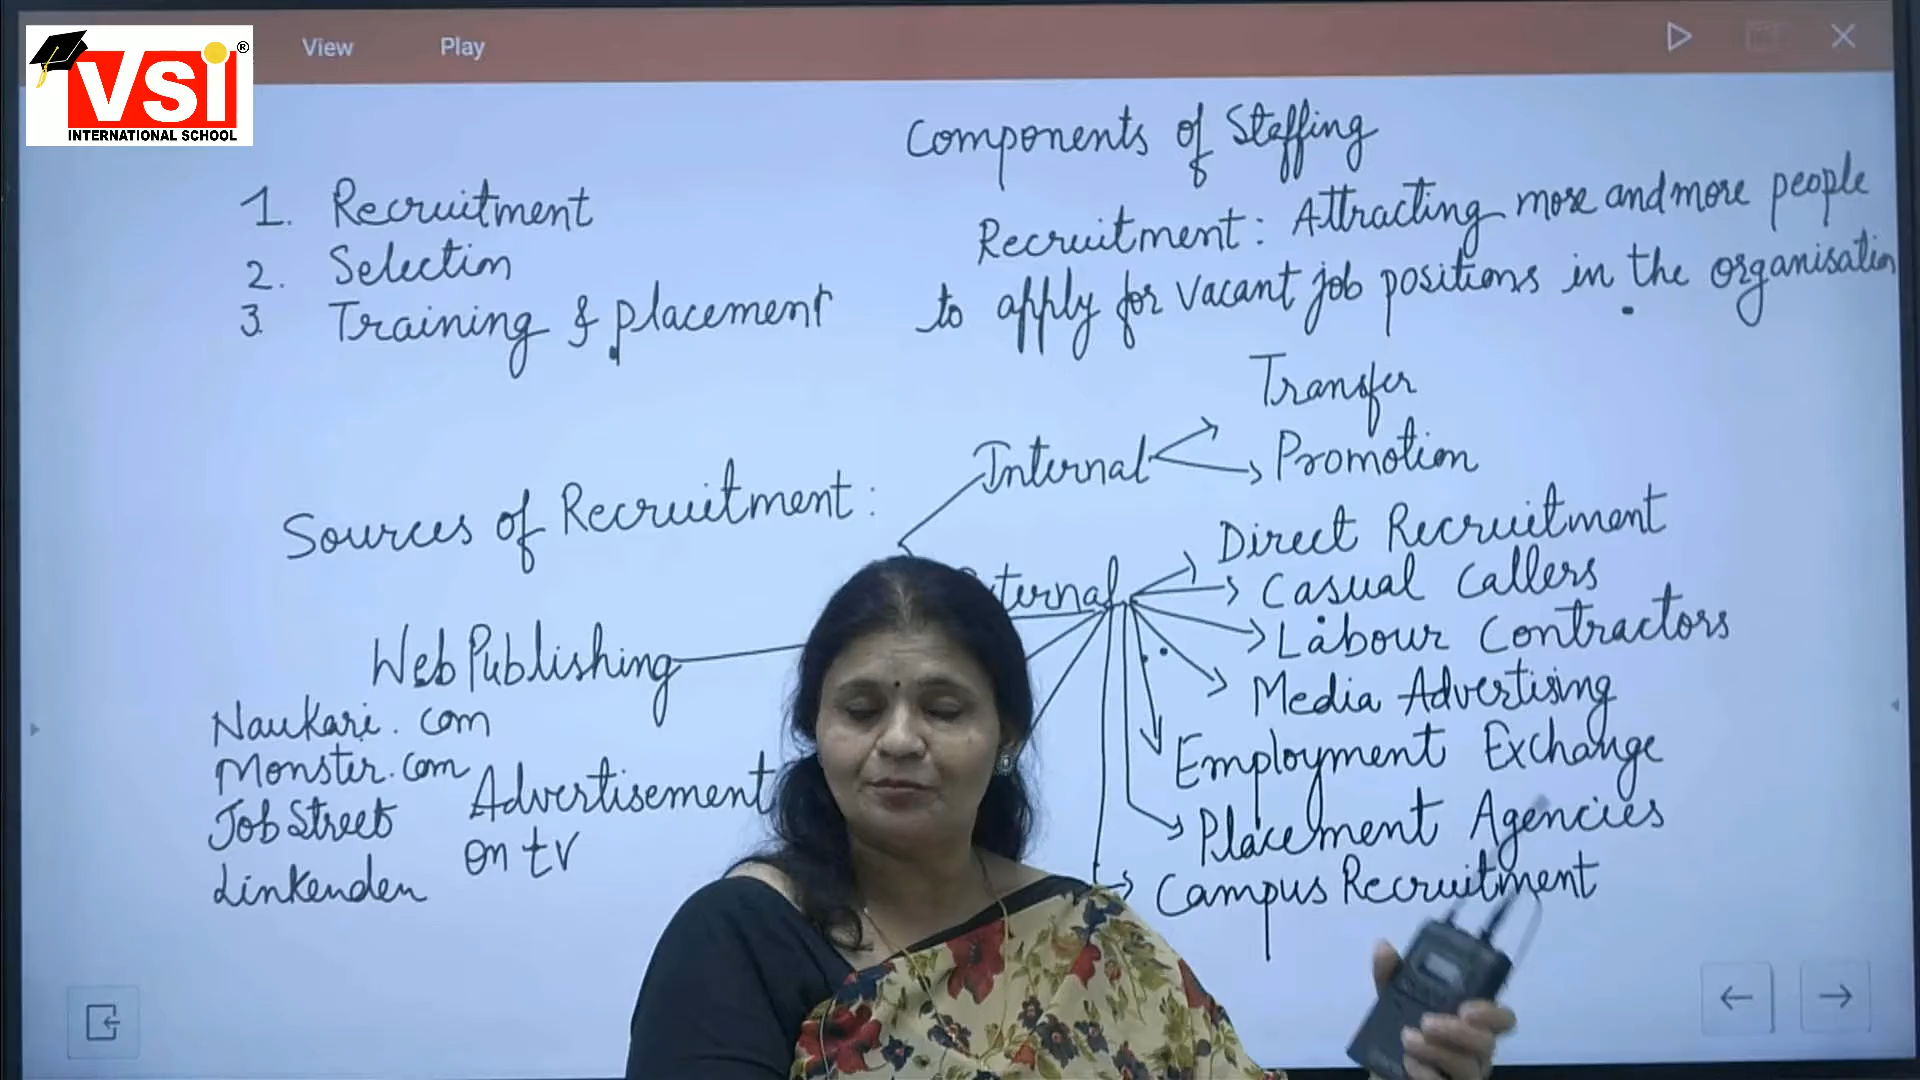 VSI ®
INTERNATIONAL SCHOOL
View Play
Components of Staffing
1. Recruitment
2. Selection
3. Training & placement
Recruitment: Attracting more and more people
to apply for vacant job positions in the organisation
Sources of Recruitment:
Internal
Transfer
Promotion
Direct Recruitment
Casual Callers
Labour Contractors
Media Advertising
Employment Exchange
Placement Agencies
Campus Recruitment
Web Publishing
Naukari.com
Monster.com
Job Street
Linkenden
Advertisement
on tv